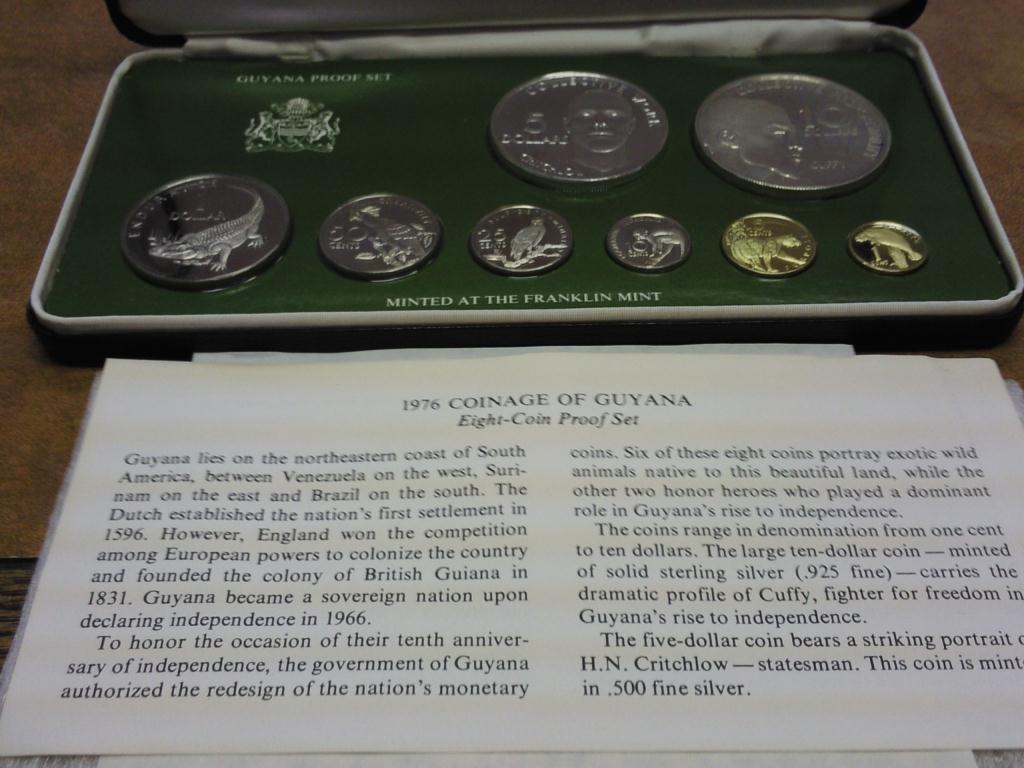 GUYANA PROOF SET
COLLECTIVE WORK
5
DOLLARS
CRITCHLOW
10
DOLLARS
CUFFY
DOLLAR
50
CENTS
25
CENTS
10
CENTS
5
CENTS
MINTED AT THE FRANKLIN MINT
1976 COINAGE OF GUYANA
Eight-Coin Proof Set
Guyana lies on the northeastern coast of South
America, between Venezuela on the west, Suri-
nam on the east and Brazil on the south. The
Dutch established the nation's first settlement in
1596. However, England won the competition
among European powers to colonize the country
and founded the colony of British Guiana in
1831. Guyana became a sovereign nation upon
declaring independence in 1966.
To honor the occasion of their tenth anniver-
sary of independence, the government of Guyana
authorized the redesign of the nation's monetary
coins. Six of these eight coins portray exotic wild
animals native to this beautiful land, while the
other two honor heroes who played a dominant
role in Guyana's rise to independence.
The coins range in denomination from one cent
to ten dollars. The large ten-dollar coin — minted
of solid sterling silver (.925 fine) — carries the
dramatic profile of Cuffy, fighter for freedom in
Guyana's rise to independence.
The five-dollar coin bears a striking portrait o
H.N. Critchlow — statesman. This coin is mint
in .500 fine silver.